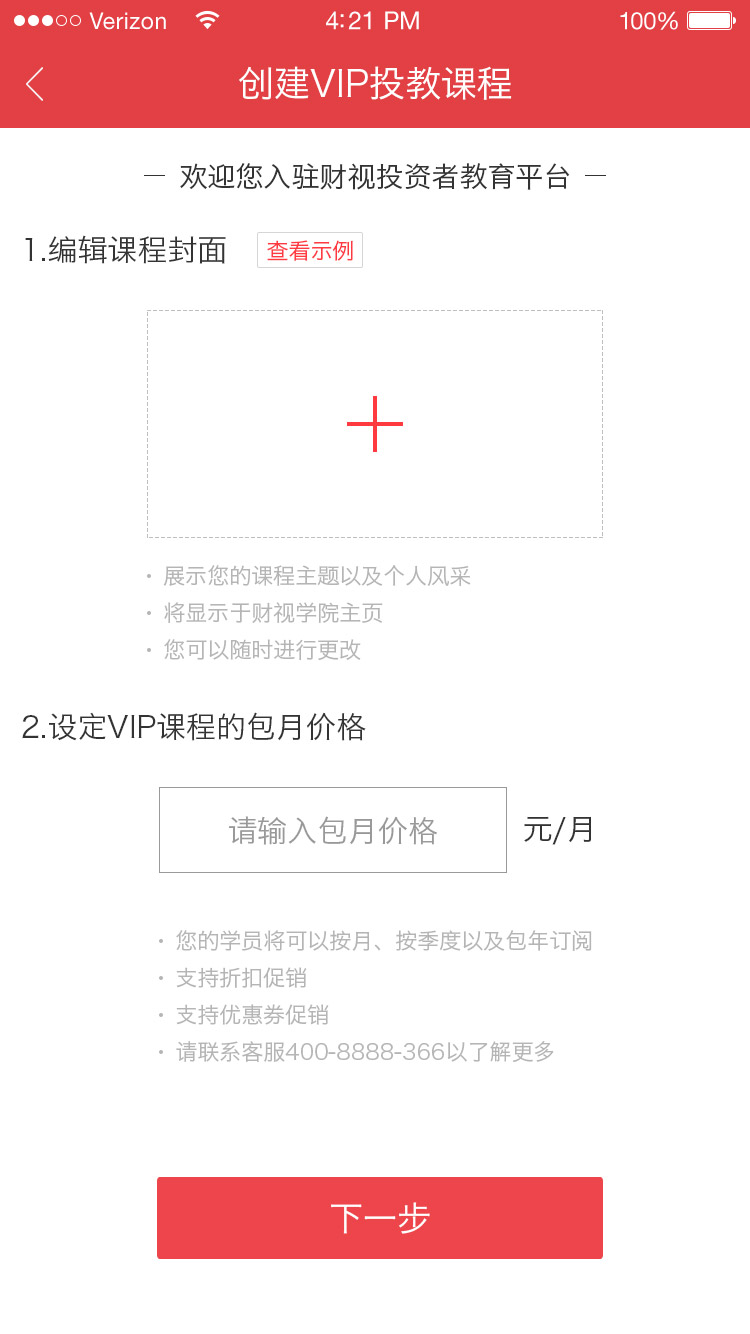 Verizon 4:21 PM 100%
创建VIP投教课程
欢迎您入驻财视投资者教育平台
1.编辑课程封面 查看示例
· 展示您的课程主题以及个人风采
· 将显示于财视学院主页
· 您可以随时进行更改
2.设定VIP课程的包月价格
请输入包月价格 元/月
· 您的学员将可以按月、按季度以及包年订阅
· 支持折扣促销
· 支持优惠券促销
· 请联系客服400-8888-366以了解更多
下一步